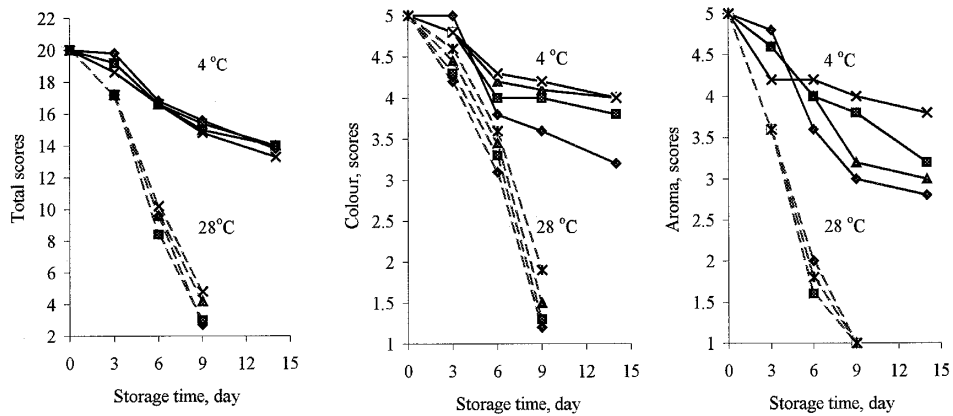 Total scores
22
20
18
16
14
12
10
8
6
4
2
0 3 6 9 12 15
Storage time, day
4 °C
28°C
Colour, scores
5
4.5
4
3.5
3
2.5
2
1.5
1
0 3 6 9 12 15
Storage time, day
4 °C
28 °C
Aroma, scores
5
4.5
4
3.5
3
2.5
2
1.5
1
0 3 6 9 12 15
Storage time, day
4 °C
28 °C